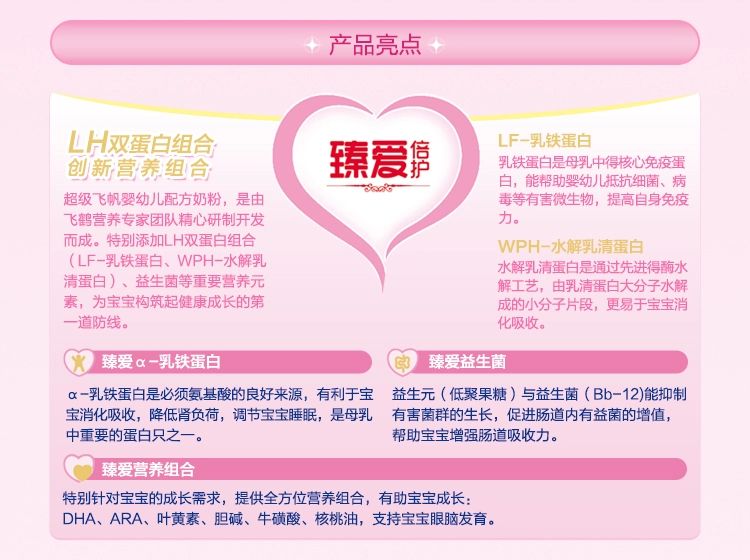 产品亮点
LH双蛋白组合
创新营养组合
超级飞帆婴幼儿配方奶粉，是由
飞鹤营养专家团队精心研制开发
而成。特别添加LH双蛋白组合
（LF-乳铁蛋白、WPH-水解乳
清蛋白）、益生菌等重要营养元
素，为宝宝构筑起健康成长的第
一道防线。
臻爱倍护
LF-乳铁蛋白
乳铁蛋白是母乳中得核心免疫蛋
白，能帮助婴幼儿抵抗细菌、病
毒等有害微生物，提高自身免疫
力。
WPH-水解乳清蛋白
水解乳清蛋白是通过先进得酶水
解工艺，由乳清蛋白大分子水解
成的小分子片段，更易于宝宝消
化吸收。
臻爱α-乳铁蛋白
α-乳铁蛋白是必须氨基酸的良好来源，有利于宝
宝消化吸收，降低肾负荷，调节宝宝睡眠，是母乳
中重要的蛋白只之一。
臻爱益生菌
益生元（低聚果糖）与益生菌（Bb-12)能抑制
有害菌群的生长，促进肠道内有益菌的增值，
帮助宝宝增强肠道吸收力。
臻爱营养组合
特别针对宝宝的成长需求，提供全方位营养组合，有助宝宝成长：
DHA、ARA、叶黄素、胆碱、牛磺酸、核桃油，支持宝宝眼脑发育。